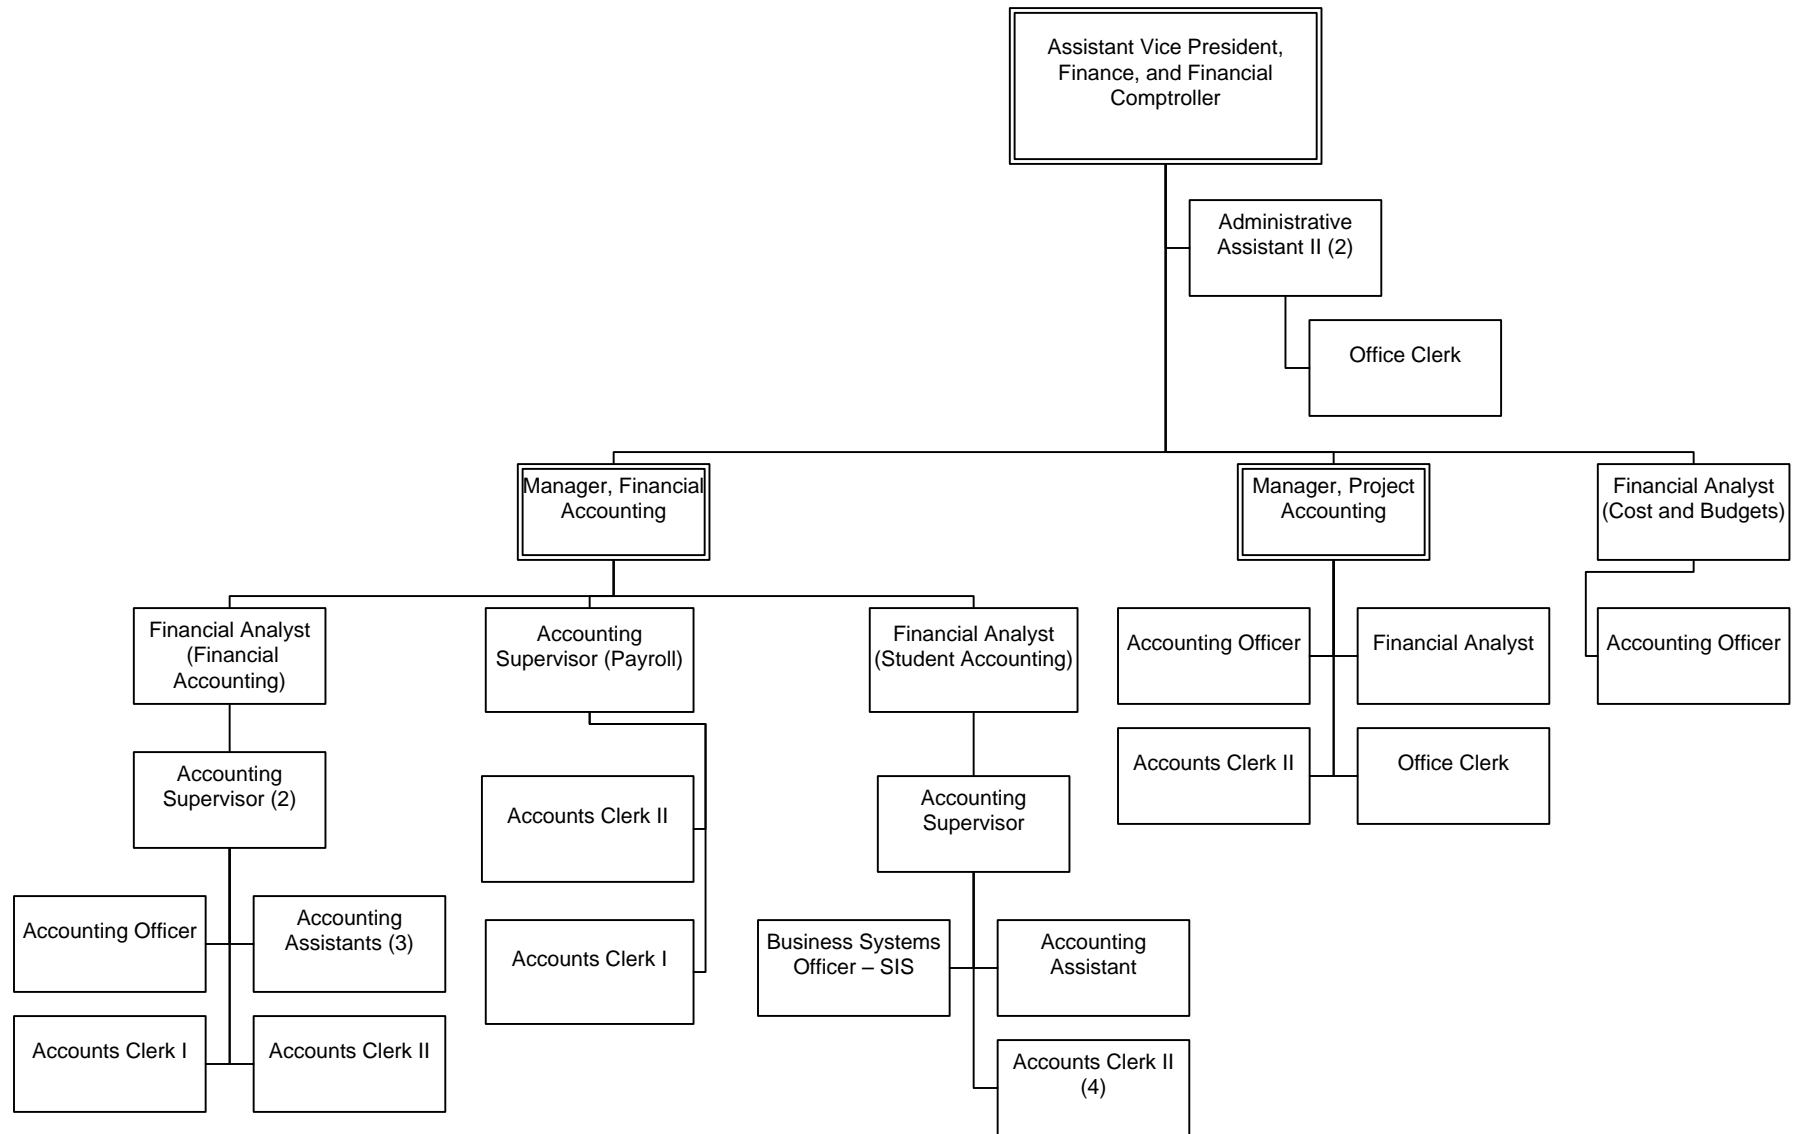 Assistant Vice President,
Finance, and Financial
Comptroller
Administrative
Assistant II (2)
Office Clerk
Manager, Financial
Accounting
Manager, Project
Accounting
Financial Analyst
(Cost and Budgets)
Financial Analyst
(Financial
Accounting)
Accounting
Supervisor (Payroll)
Financial Analyst
(Student Accounting)
Accounting Officer
Financial Analyst
Accounting Officer
Accounts Clerk II
Office Clerk
Accounting
Supervisor (2)
Accounts Clerk II
Accounting
Supervisor
Accounting Officer
Accounting
Assistants (3)
Accounts Clerk I
Business Systems
Officer – SIS
Accounting
Assistant
Accounts Clerk I
Accounts Clerk II
Accounts Clerk II
(4)